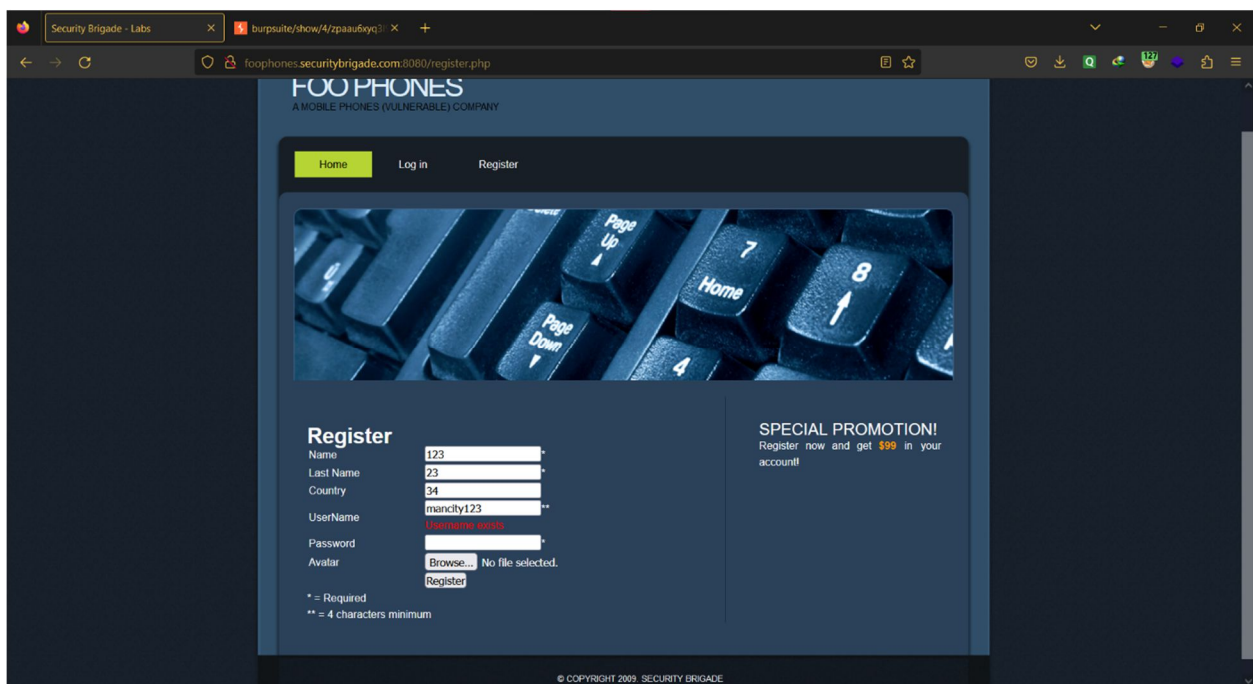 Security Brigade - Labs
burpsuite/show/4/zpaau6xyq3
foophones.securitybrigade.com:8080/register.php
127
FOO PHONES
A MOBILE PHONES (VULNERABLE) COMPANY
Home Log in Register
Page Up
7 Home
8
Page Down
4
Register
Name 123*
Last Name 23*
Country 34
UserName mancity123**
Username exists
Password *
Avatar Browse... No file selected.
Register
* = Required
** = 4 characters minimum
SPECIAL PROMOTION!
Register now and get $99 in your
account!
© COPYRIGHT 2009. SECURITY BRIGADE